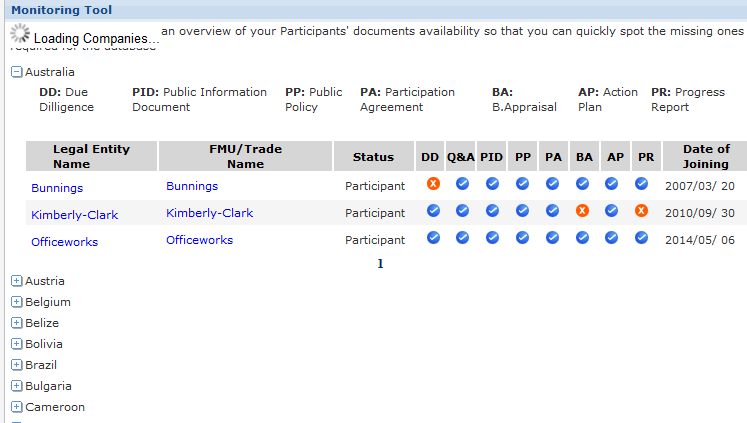 Monitoring Tool
Loading Companies... an overview of your Participants' documents availability so that you can quickly spot the missing ones
required for the database
Australia
DD: Due Dilligence PID: Public Information Document PP: Public Policy PA: Participation Agreement BA: B.Appraisal AP: Action Plan PR: Progress Report
Legal Entity Name FMU/Trade Name Status DD Q&A PID PP PA BA AP PR Date of Joining
Bunnings Bunnings Participant 2007/03/ 20
Kimberly-Clark Kimberly-Clark Participant 2010/09/ 30
Officeworks Officeworks Participant 2014/05/ 06
1
Austria
Belgium
Belize
Bolivia
Brazil
Bulgaria
Cameroon